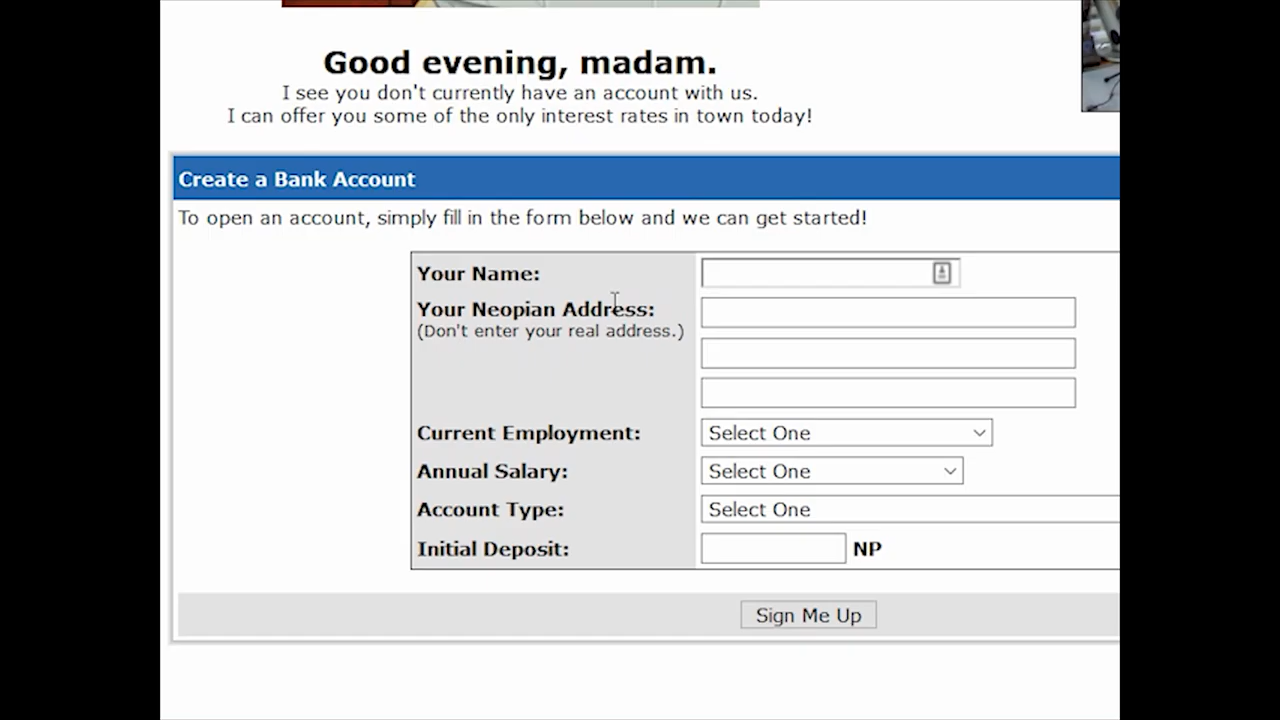 Good evening, madam.
I see you don't currently have an account with us.
I can offer you some of the only interest rates in town today!
Create a Bank Account
To open an account, simply fill in the form below and we can get started!
Your Name:
Your Neopian Address:
(Don't enter your real address.)
Current Employment: Select One
Annual Salary: Select One
Account Type: Select One
Initial Deposit: NP
Sign Me Up